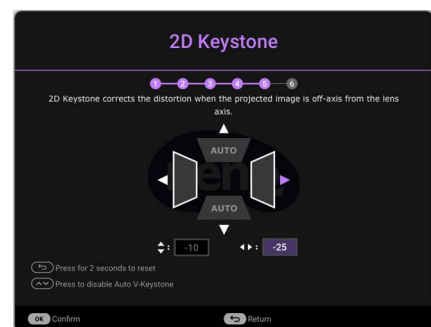 2D Keystone
1 2 3 4 5 6
2D Keystone corrects the distortion when the projected image is off-axis from the lens
axis.
AUTO
AUTO
: -10 : -25
Press for 2 seconds to reset
Press to disable Auto V-Keystone
OK Confirm Return